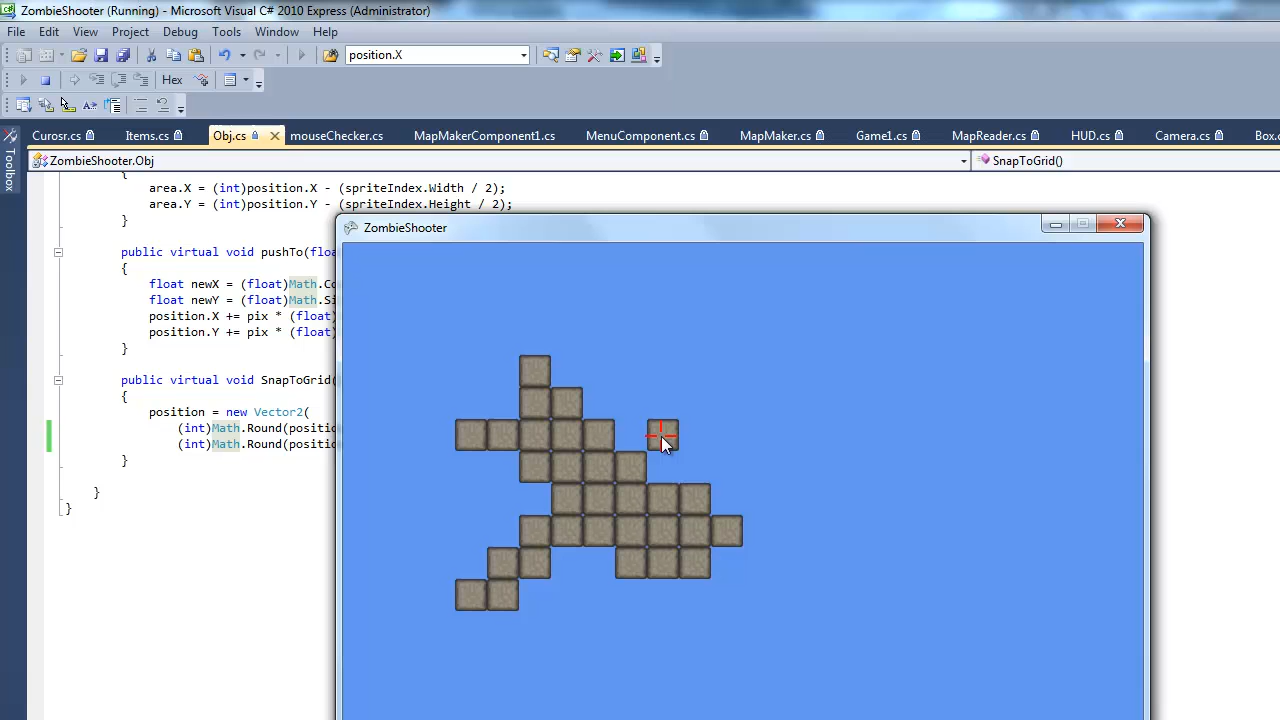 ZombieShooter (Running) - Microsoft Visual C# 2010 Express (Administrator)
File Edit View Project Debug Tools Window Help
position.X
Hex
Curosr.cs Items.cs Obj.cs mouseChecker.cs MapMakerComponent1.cs MenuComponent.cs MapMaker.cs Game1.cs MapReader.cs HUD.cs Camera.cs Box.
Toolbox
ZombieShooter.Obj SnapToGrid()
{
area.X = (int)position.X - (spriteIndex.Width / 2);
area.Y = (int)position.Y - (spriteIndex.Height / 2);
}
ZombieShooter
public virtual void pushTo(floa
{
float newX = (float)Math.Co
float newY = (float)Math.Si
position.X += pix * (float)
position.Y += pix * (float)
}
public virtual void SnapToGrid(
{
position = new Vector2(
(int)Math.Round(positio
(int)Math.Round(positio
}
}
}